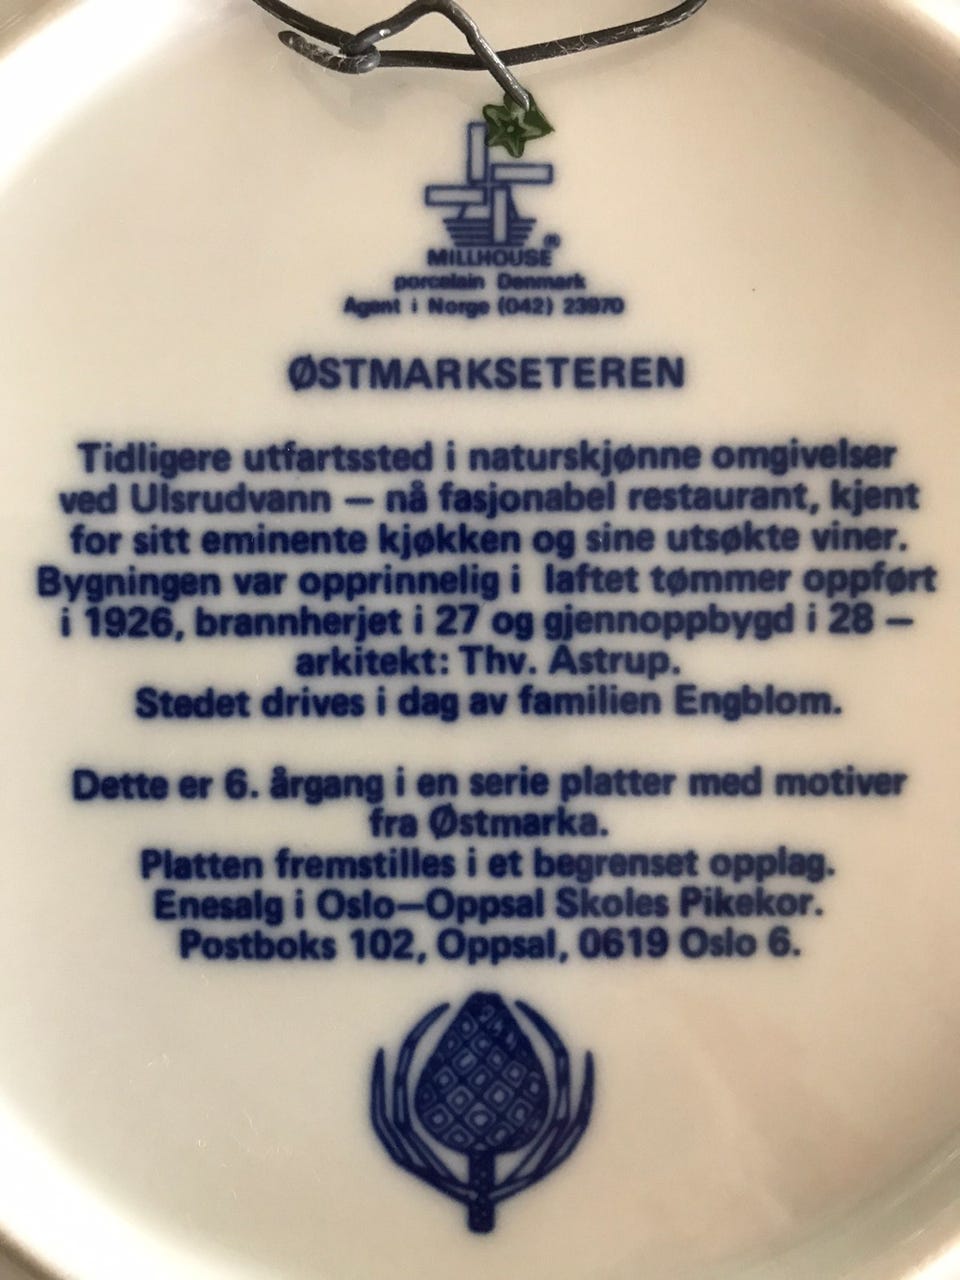 MILLHOUSE ®
porcelain Denmark
Agent i Norge (042) 23970
ØSTMARKSETEREN
Tidligere utfartssted i naturskjønne omgivelser
ved Ulsrudvann – nå fasjonabel restaurant, kjent
for sitt eminente kjøkken og sine utsøkte viner.
Bygningen var opprinnelig i laftet tømmer oppført
i 1926, brannherjet i 27 og gjennoppbygd i 28 –
arkitekt: Thv. Astrup.
Stedet drives i dag av familien Engblom.
Dette er 6. årgang i en serie platter med motiver
fra Østmarka.
Platten fremstilles i et begrenset opplag.
Enesalg i Oslo–Oppsal Skoles Pikekor.
Postboks 102, Oppsal, 0619 Oslo 6.